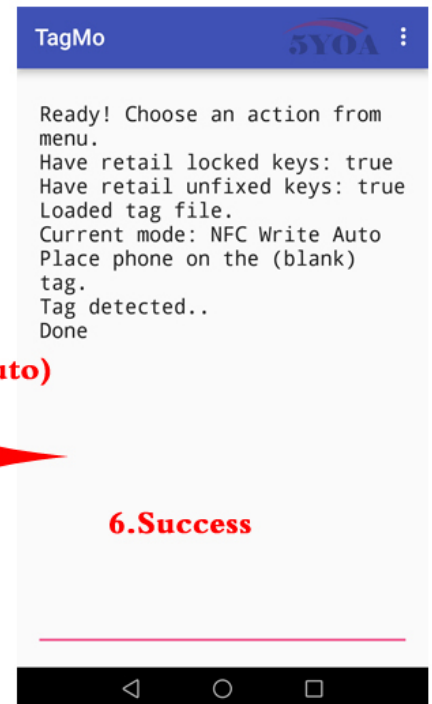 TagMo
5YOA
Ready! Choose an action from
menu.
Have retail locked keys: true
Have retail unfixed keys: true
Loaded tag file.
Current mode: NFC Write Auto
Place phone on the (blank)
tag.
Tag detected..
Done
uto)
6.Success